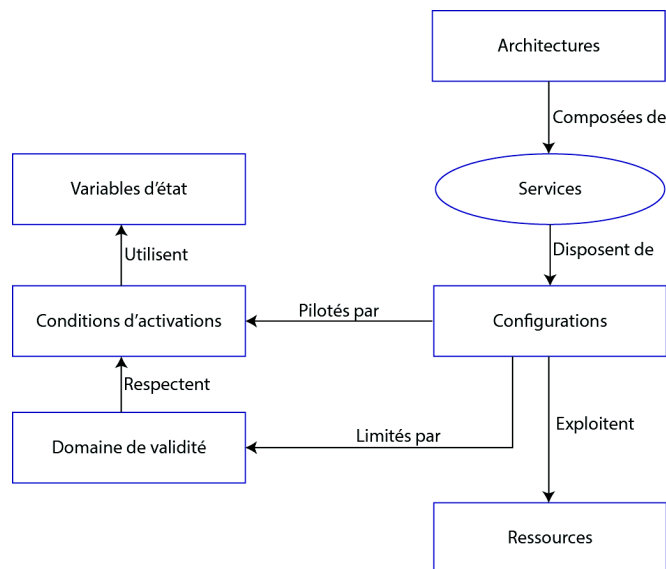 Architectures
Composées de
Variables d'état
Services
Utilisent
Disposent de
Conditions d'activations
Pilotés par
Configurations
Respectent
Domaine de validité
Limités par
Exploitent
Ressources